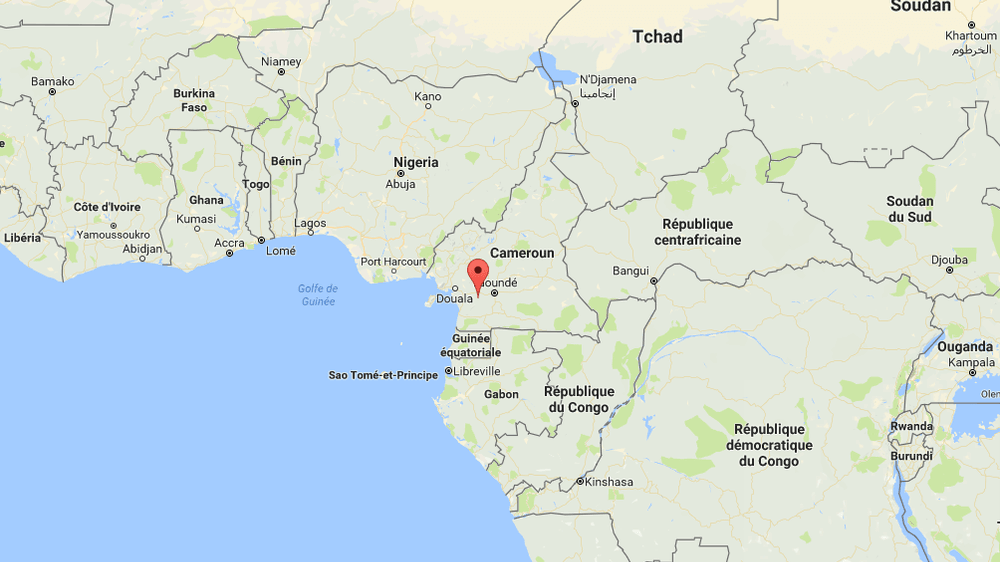 Soudan
Khartoum
الخرطوم
Tchad
Niamey
N'Djamena
إنجامينا
Bamako
Burkina
Faso
Kano
Nigeria
Abuja
Bénin
Togo
Ghana
Kumasi
Côte d'Ivoire
Yamoussoukro
Abidjan
Libéria
Accra
Lomé
Lagos
Port Harcourt
République
centrafricaine
Soudan
du Sud
Djouba
Cameroun
Bangui
Douala
Golfe de
Guinée
Guinée
équatoriale
Sao Tomé-et-Principe
Libreville
Gabon
République
du Congo
Ouganda
Kampala
République
démocratique
du Congo
Rwanda
Burundi
Kinshasa